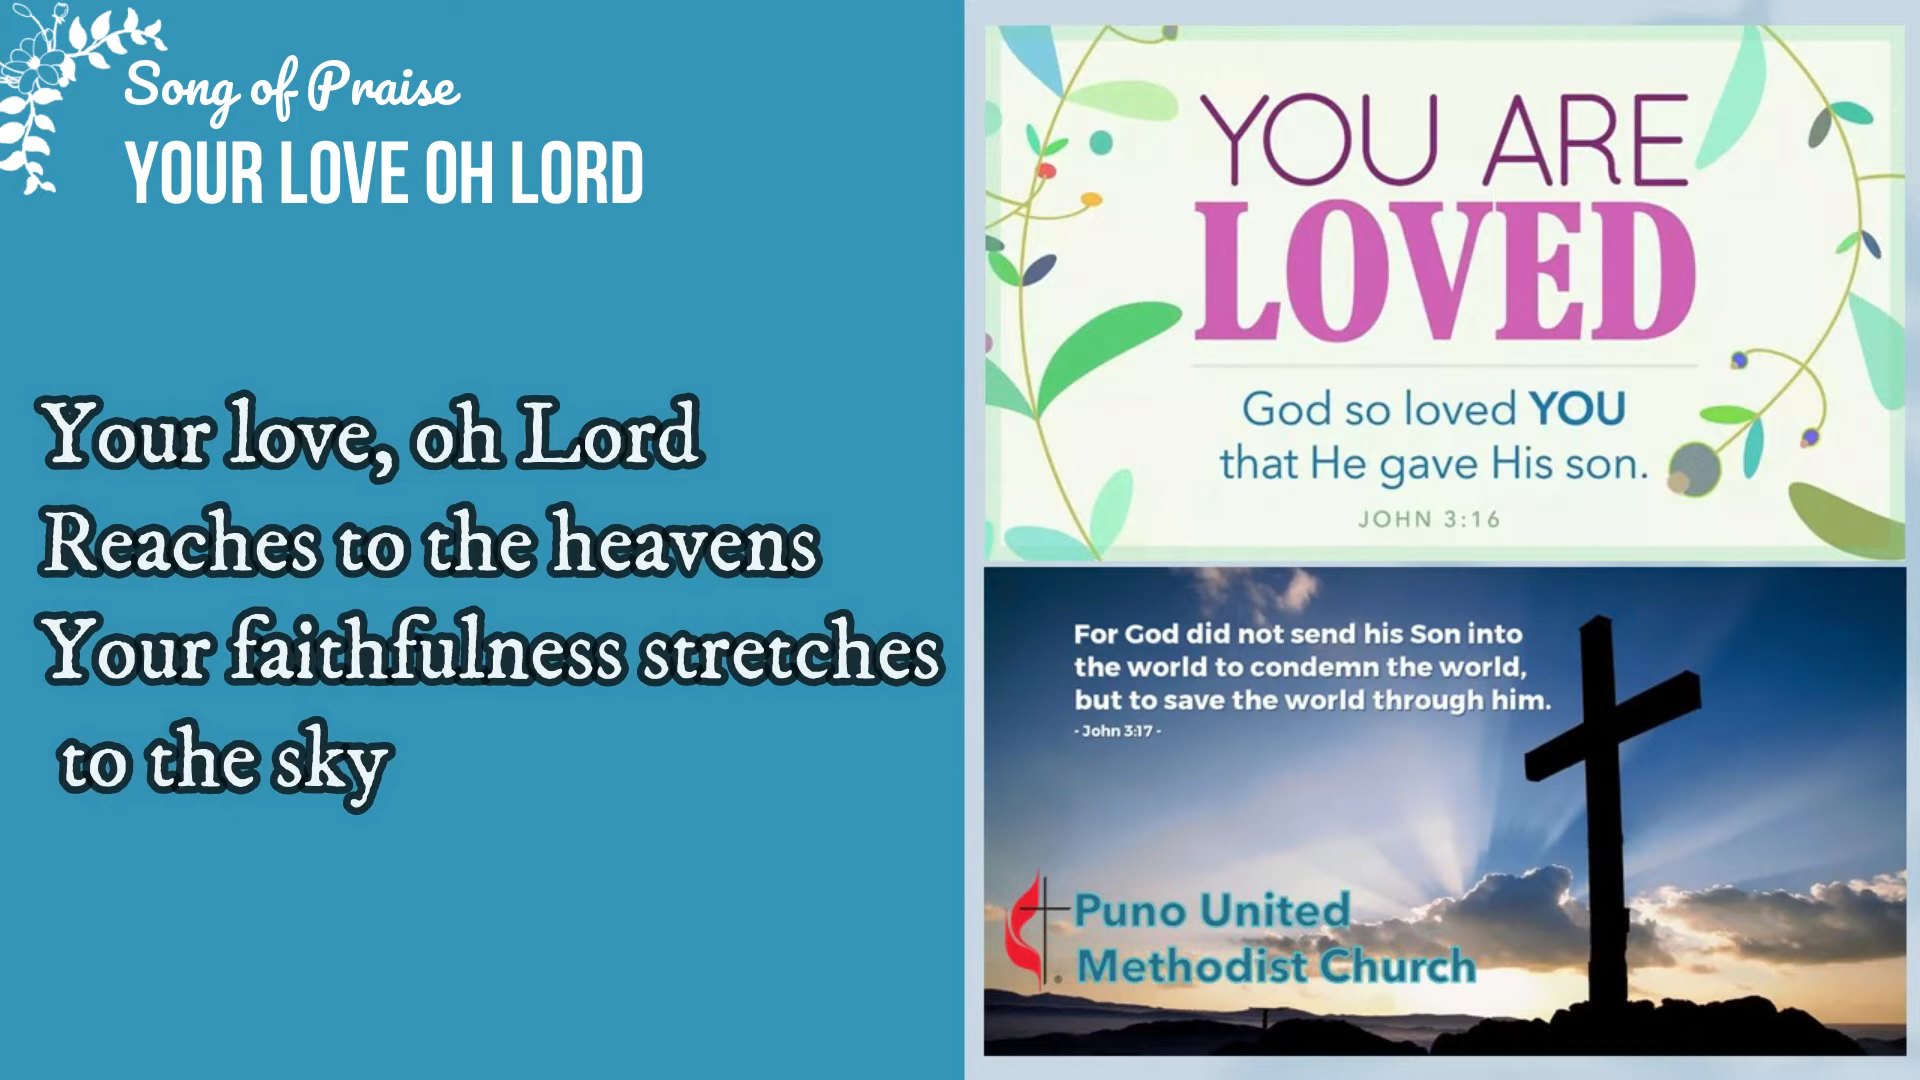 Song of Praise
YOUR LOVE OH LORD
Your love, oh Lord
Reaches to the heavens
Your faithfulness stretches
to the sky
YOU ARE
LOVED
God so loved YOU
that He gave His son.
JOHN 3:16
For God did not send his Son into
the world to condemn the world,
but to save the world through him.
- John 3:17 -
Puno United
Methodist Church